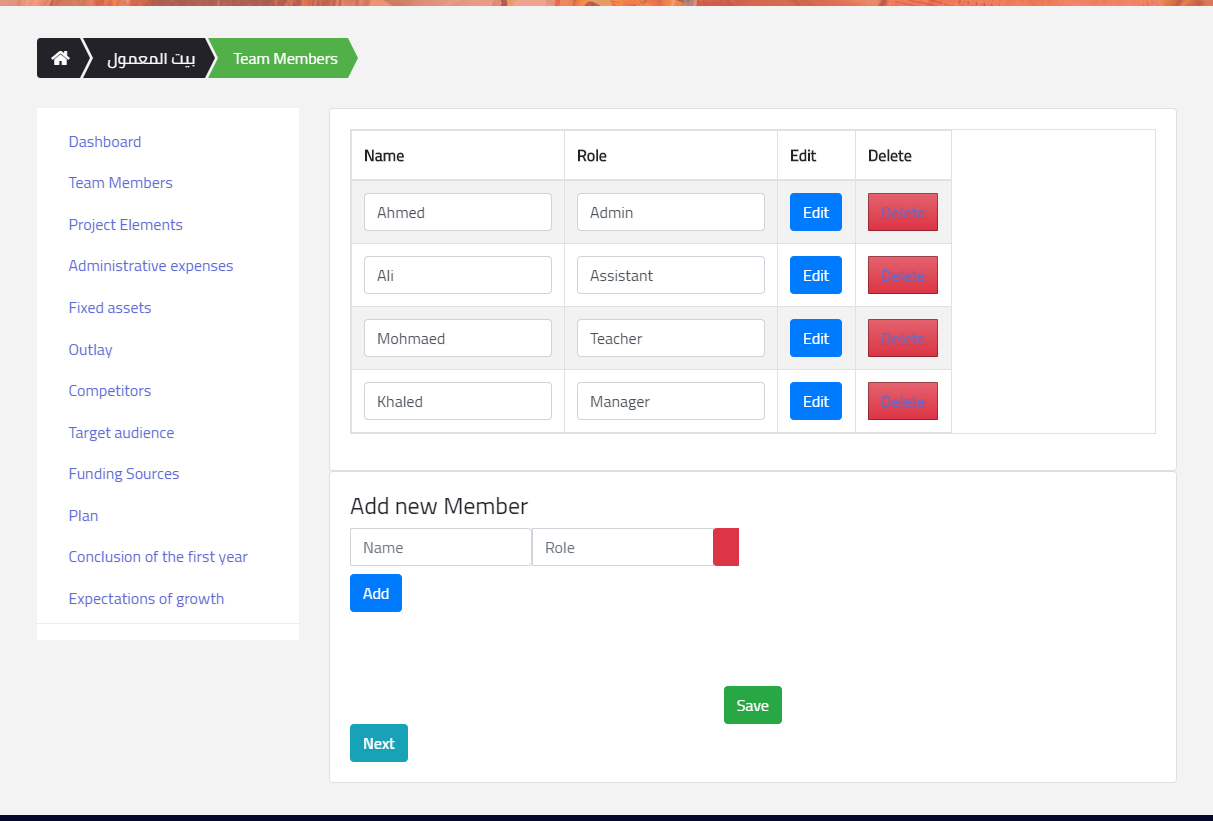 بيت المعمول
Team Members
Dashboard
Team Members
Project Elements
Administrative expenses
Fixed assets
Outlay
Competitors
Target audience
Funding Sources
Plan
Conclusion of the first year
Expectations of growth
Name Role Edit Delete
Ahmed Admin Edit Delete
Ali Assistant Edit Delete
Mohmaed Teacher Edit Delete
Khaled Manager Edit Delete
Add new Member
Name Role
Add
Save
Next